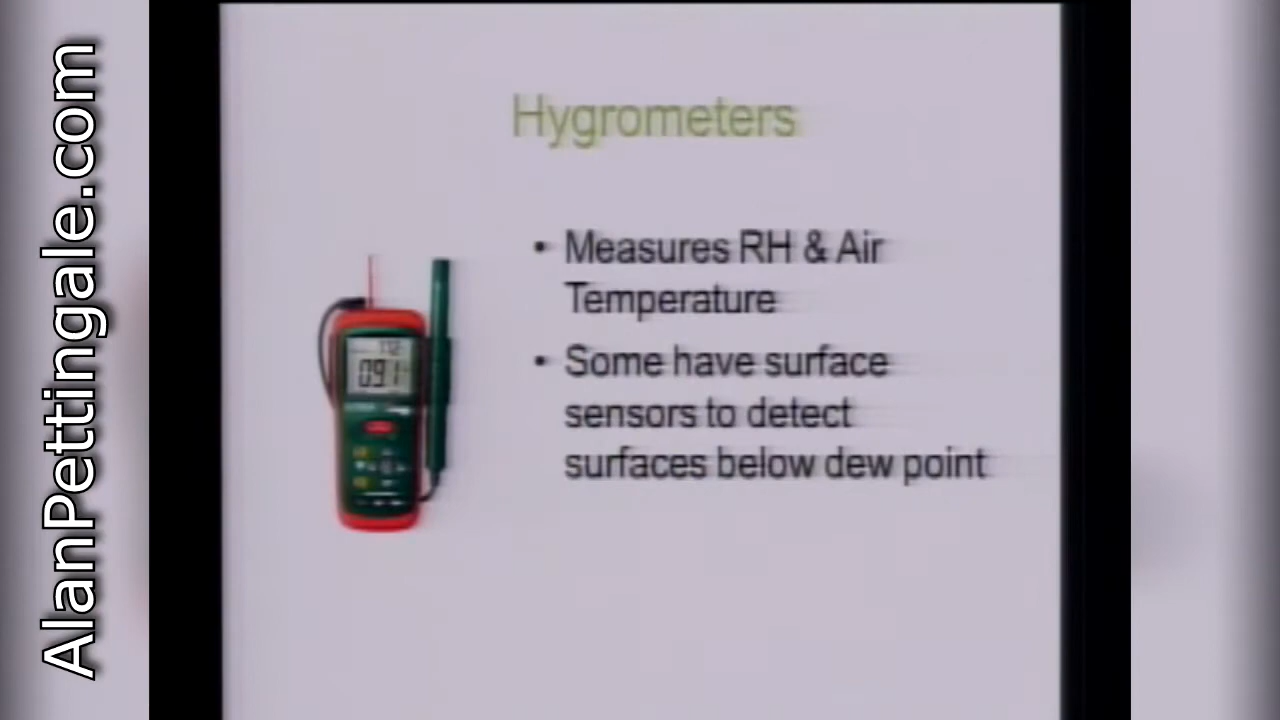 AlanPettingale.com
Hygrometers
• Measures RH & Air
Temperature
• Some have surface
sensors to detect
surfaces below dew point